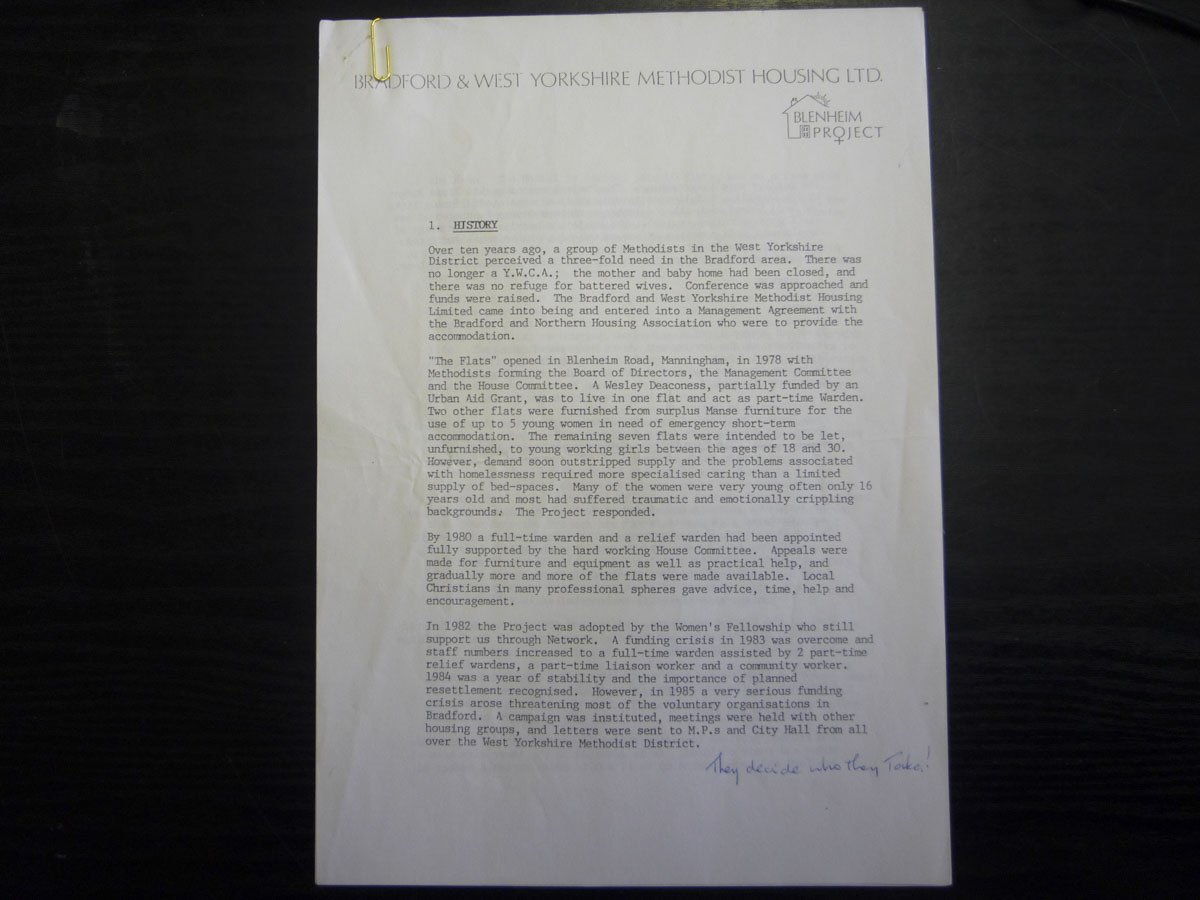 BRADFORD & WEST YORKSHIRE METHODIST HOUSING LTD.
BLENHEIM
PROJECT
1. HISTORY
Over ten years ago, a group of Methodists in the West Yorkshire
District perceived a three-fold need in the Bradford area. There was
no longer a Y.W.C.A.; the mother and baby home had been closed, and
there was no refuge for battered wives. Conference was approached and
funds were raised. The Bradford and West Yorkshire Methodist Housing
Limited came into being and entered into a Management Agreement with
the Bradford and Northern Housing Association who were to provide the
accommodation.
"The Flats" opened in Blenheim Road, Manningham, in 1978 with
Methodists forming the Board of Directors, the Management Committee
and the House Committee. A Wesley Deaconess, partially funded by an
Urban Aid Grant, was to live in one flat and act as part-time Warden.
Two other flats were furnished from surplus Manse furniture for the
use of up to 5 young women in need of emergency short-term
accommodation. The remaining seven flats were intended to be let,
unfurnished, to young working girls between the ages of 18 and 30.
However, demand soon outstripped supply and the problems associated
with homelessness required more specialised caring than a limited
supply of bed-spaces. Many of the women were very young often only 16
years old and most had suffered traumatic and emotionally crippling
backgrounds. The Project responded.
By 1980 a full-time warden and a relief warden had been appointed
fully supported by the hard working House Committee. Appeals were
made for furniture and equipment as well as practical help, and
gradually more and more of the flats were made available. Local
Christians in many professional spheres gave advice, time, help and
encouragement.
In 1982 the Project was adopted by the Women's Fellowship who still
support us through Network. A funding crisis in 1983 was overcome and
staff numbers increased to a full-time warden assisted by 2 part-time
relief wardens, a part-time liaison worker and a community worker.
1984 was a year of stability and the importance of planned
resettlement recognised. However, in 1985 a very serious funding
crisis arose threatening most of the voluntary organisations in
Bradford. A campaign was instituted, meetings were held with other
housing groups, and letters were sent to M.P.s and City Hall from all
over the West Yorkshire Methodist District.
They decide who they Take!